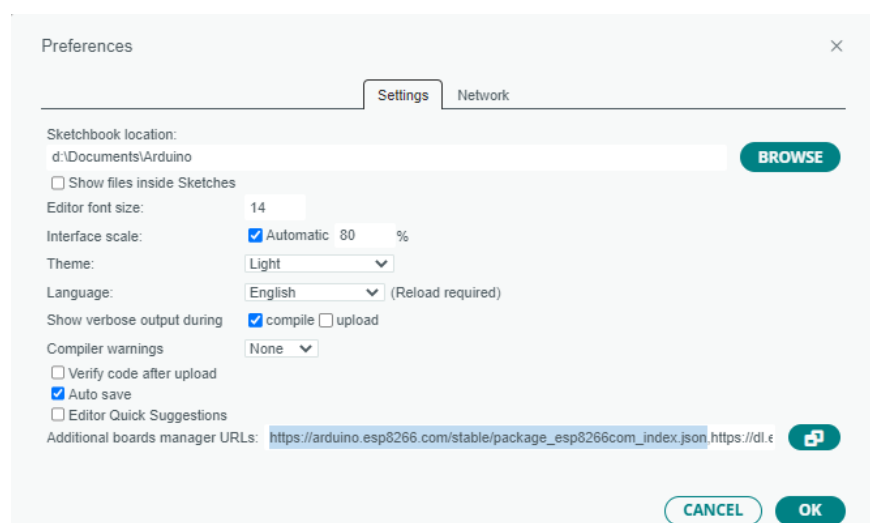 Preferences
Settings Network
Sketchbook location:
d:\Documents\Arduino
BROWSE
Show files inside Sketches
Editor font size: 14
Interface scale: Automatic 80 %
Theme: Light
Language: English (Reload required)
Show verbose output during compile upload
Compiler warnings None
Verify code after upload
Auto save
Editor Quick Suggestions
Additional boards manager URLs: https://arduino.esp8266.com/stable/package_esp8266com_index.json,https://dl.e
CANCEL OK